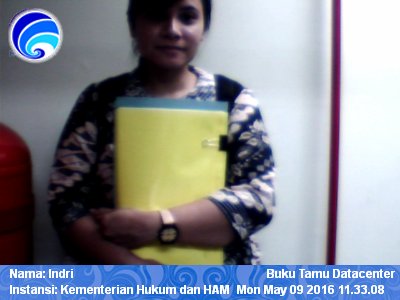 Nama: Indri Buku Tamu Datacenter
Instansi: Kementerian Hukum dan HAM Mon May 09 2016 11.33.08